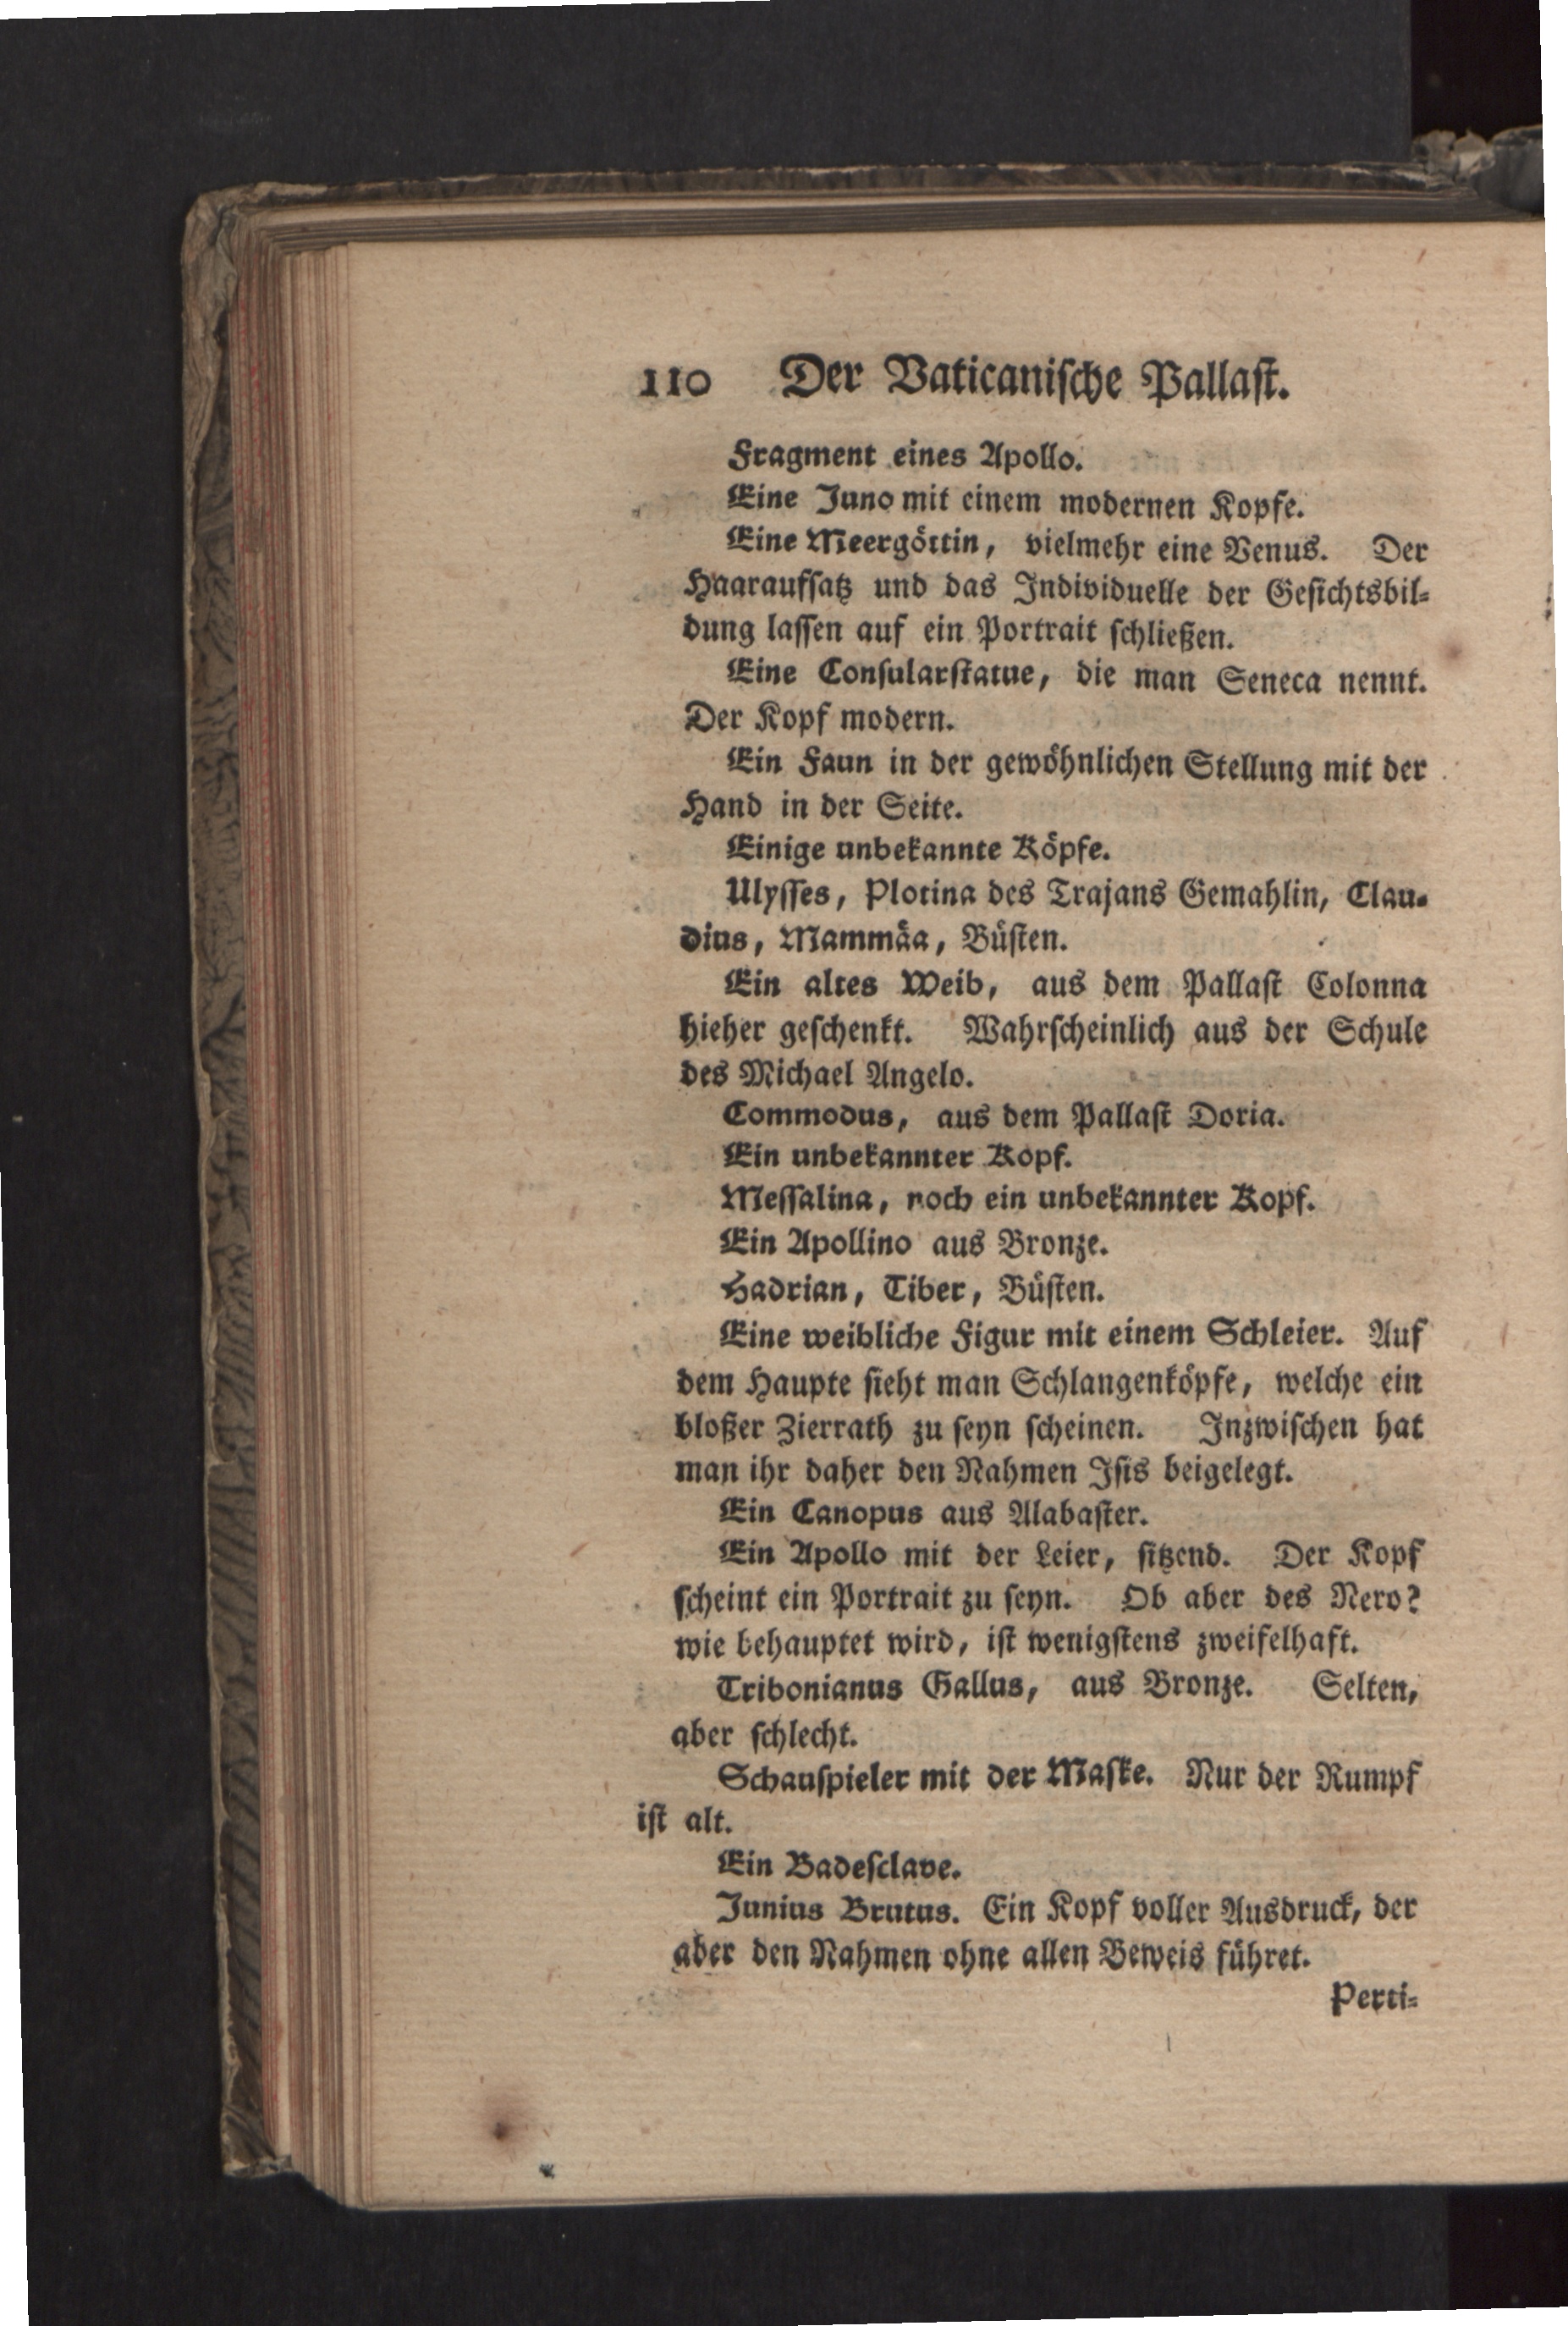 110 Der Vaticanische Pallast.
Fragment eines Apollo.
Eine Juno mit einem modernen Kopfe.
Eine Meergöttin, vielmehr eine Venus. Der
Haaraufsatz und das Individuelle der Gesichtsbil-
dung lassen auf ein Portrait schließen.
Eine Consularstatue, die man Seneca nennt.
Der Kopf modern.
Ein Faun in der gewöhnlichen Stellung mit der
Hand in der Seite.
Einige unbekannte Köpfe.
Ulysses, Plotina des Trajans Gemahlin, Clau-
dius, Mammäa, Büsten.
Ein altes Weib, aus dem Pallast Colonna
hieher geschenkt. Wahrscheinlich aus der Schule
des Michael Angelo.
Commodus, aus dem Pallast Doria.
Ein unbekannter Kopf.
Messalina, noch ein unbekannter Kopf.
Ein Apollino aus Bronze.
Hadrian, Tiber, Büsten.
Eine weibliche Figur mit einem Schleier. Auf
dem Haupte sieht man Schlangenköpfe, welche ein
bloßer Zierrath zu seyn scheinen. Inzwischen hat
man ihr daher den Nahmen Isis beigelegt.
Ein Canopus aus Alabaster.
Ein Apollo mit der Leier, sitzend. Der Kopf
scheint ein Portrait zu seyn. Ob aber des Nero?
wie behauptet wird, ist wenigstens zweifelhaft.
Tribonianus Gallus, aus Bronze. Selten,
aber schlecht.
Schauspieler mit der Maske. Nur der Rumpf
ist alt.
Ein Badesclave.
Junius Brutus. Ein Kopf voller Ausdruck, der
aber den Nahmen ohne allen Beweis führet.
Perti-